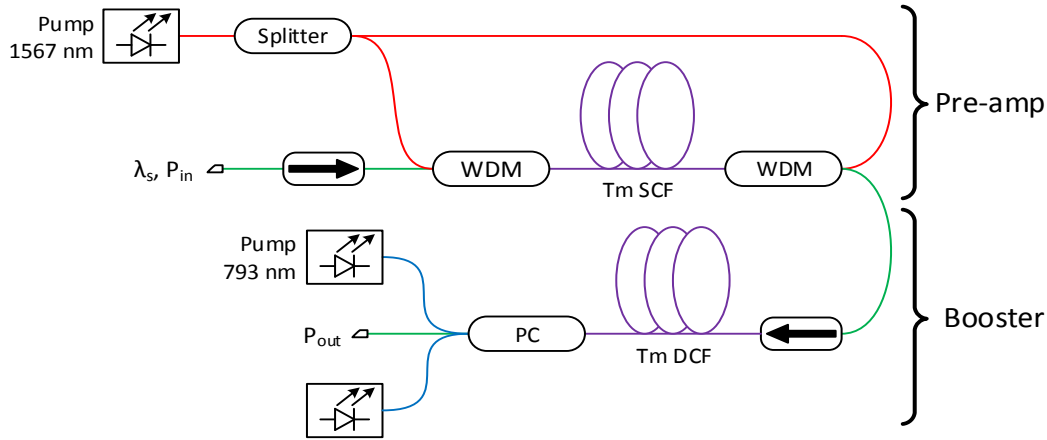 Pump
1567 nm
Splitter
Pre-amp
λs, Pin
WDM
WDM
Tm SCF
Pump
793 nm
Booster
Pout
PC
Tm DCF